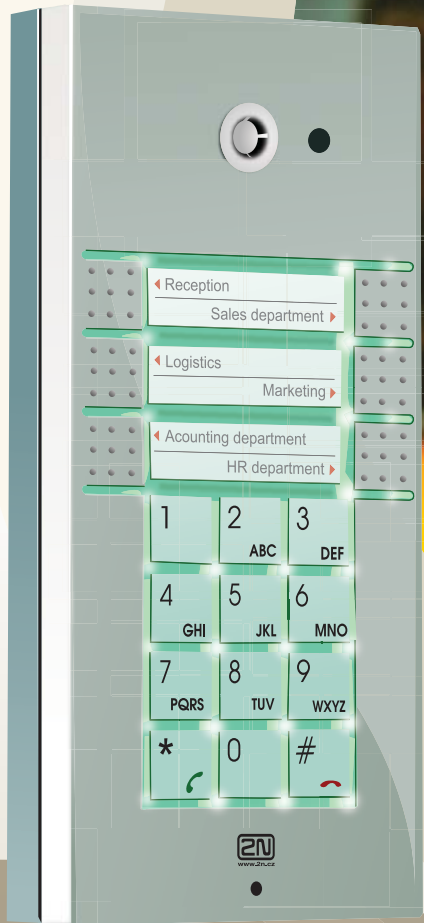 Reception
Sales department
Logistics
Marketing
Acounting department
HR department
1
2
3
ABC
DEF
4
5
6
GHI
JKL
MNO
7
8
9
PQRS
TUV
WXYZ
*
0
#
2N
www.2n.cz